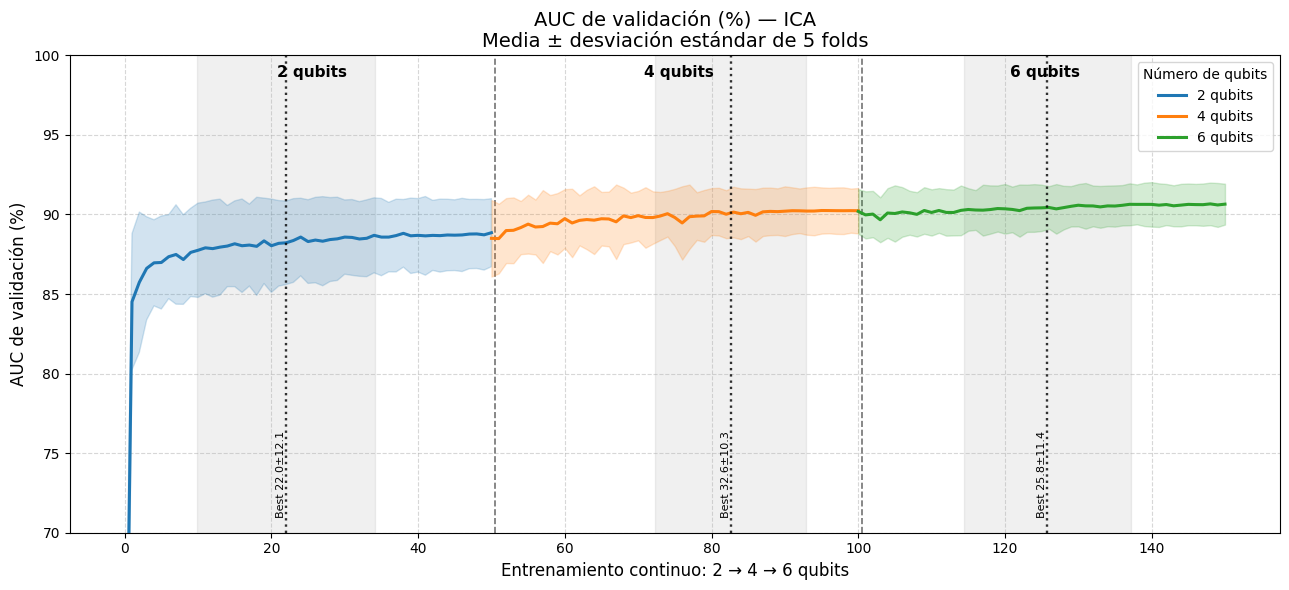 AUC de validación (%) — ICA
Media ± desviación estándar de 5 folds
2 qubits
4 qubits
6 qubits
Número de qubits
2 qubits
4 qubits
6 qubits
AUC de validación (%)
100
95
90
85
80
75
70
Best 22.0±12.1
Best 32.6±10.3
Best 25.8±11.4
0
20
40
60
80
100
120
140
Entrenamiento continuo: 2 → 4 → 6 qubits